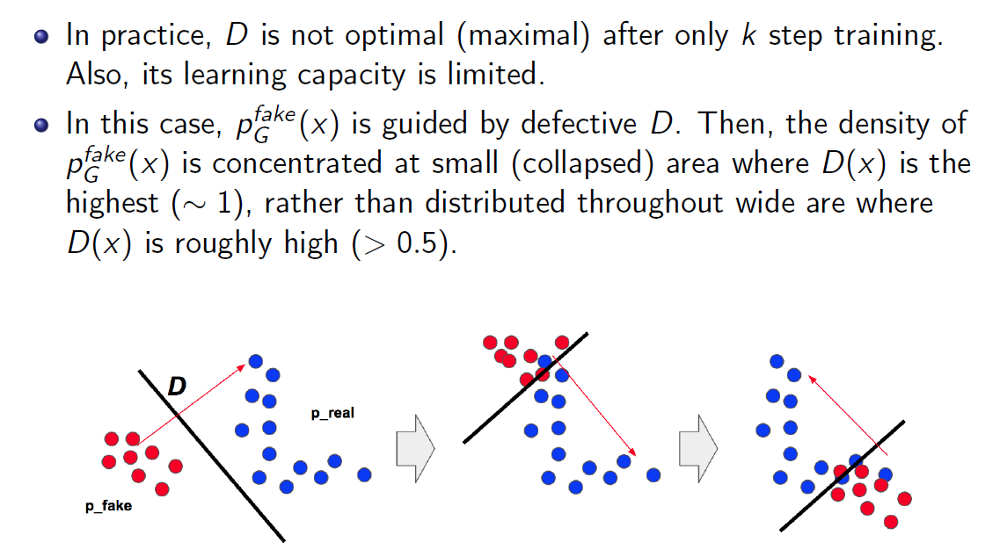 In practice, D is not optimal (maximal) after only k step training.
Also, its learning capacity is limited.
In this case, p_G^{fake}(x) is guided by defective D. Then, the density of
p_G^{fake}(x) is concentrated at small (collapsed) area where D(x) is the
highest (∼ 1), rather than distributed throughout wide are where
D(x) is roughly high (> 0.5).
D
p_real
p_fake